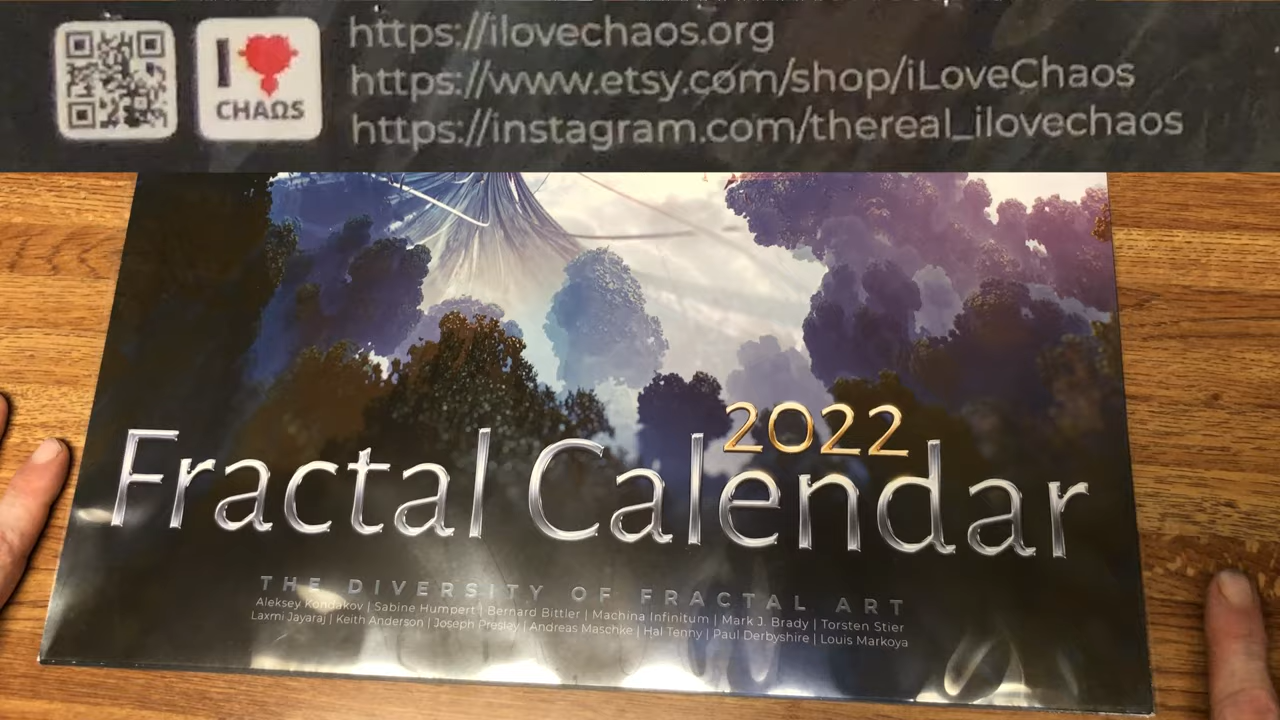 I
CHAΩS
https://ilovechaos.org
https://www.etsy.com/shop/iLoveChaos
https://instagram.com/thereal_ilovechaos
2022
Fractal Calendar
THE DIVERSITY OF FRACTAL ART
Aleksey Kondakov | Sabine Humpert | Bernard Bittler | Machina Infinitum | Mark J. Brady | Torsten Stier
Laxmi Jayaraj | Keith Anderson | Joseph Presley | Andreas Maschke | Hal Tenny | Paul Derbyshire | Louis Markoya